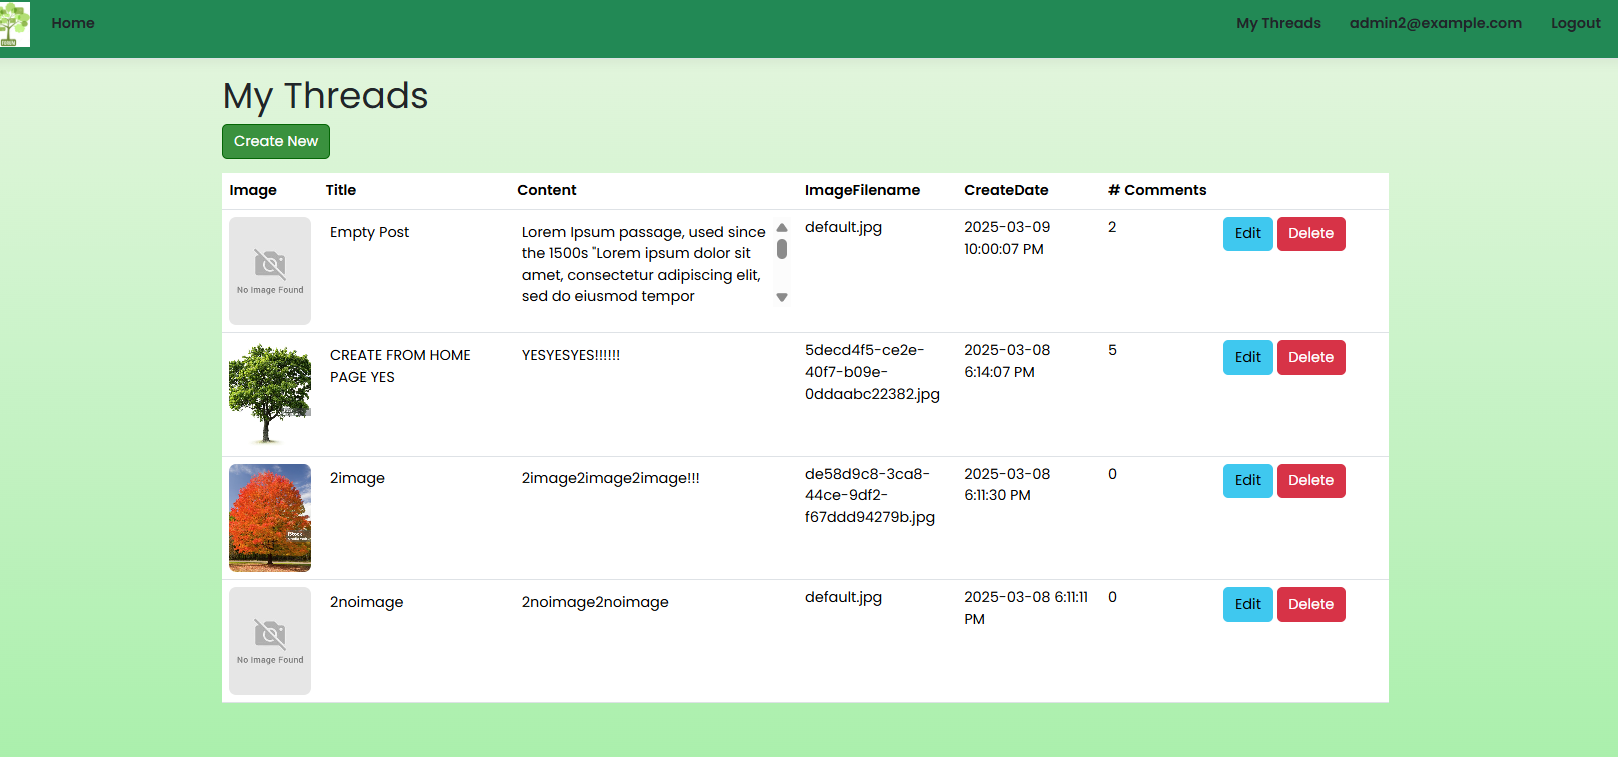 Home
My Threads
admin2@example.com
Logout
My Threads
Create New
Image Title Content ImageFilename CreateDate # Comments
No Image Found
Empty Post
Lorem Ipsum passage, used since
the 1500s "Lorem ipsum dolor sit
amet, consectetur adipiscing elit,
sed do eiusmod tempor
default.jpg
2025-03-09
10:00:07 PM
2
Edit
Delete
CREATE FROM HOME
PAGE YES
YESYESYES!!!!!!
5decd4f5-ce2e-
40f7-b09e-
0ddaabc22382.jpg
2025-03-08
6:14:07 PM
5
Edit
Delete
iStock
2image
2image2image2image!!!
de58d9c8-3ca8-
44ce-9df2-
f67ddd94279b.jpg
2025-03-08
6:11:30 PM
0
Edit
Delete
No Image Found
2noimage
2noimage2noimage
default.jpg
2025-03-08 6:11:11
PM
0
Edit
Delete